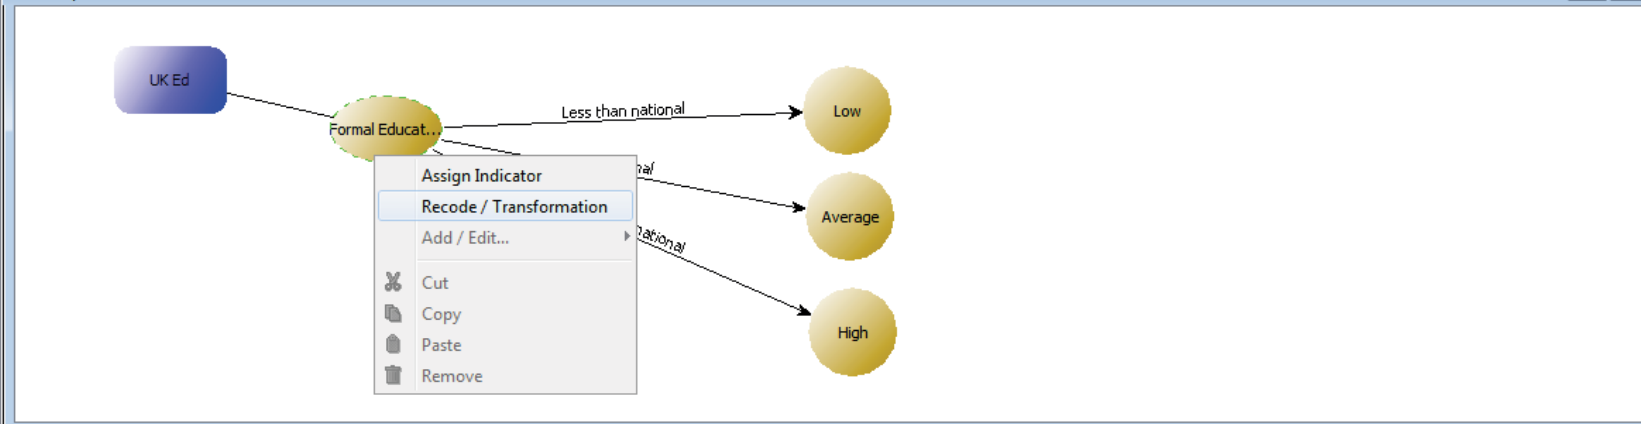 UK Ed
Formal Educat...
Less than national
Low
Average
national
High
Assign Indicator
Recode / Transformation
Add / Edit...
Cut
Copy
Paste
Remove